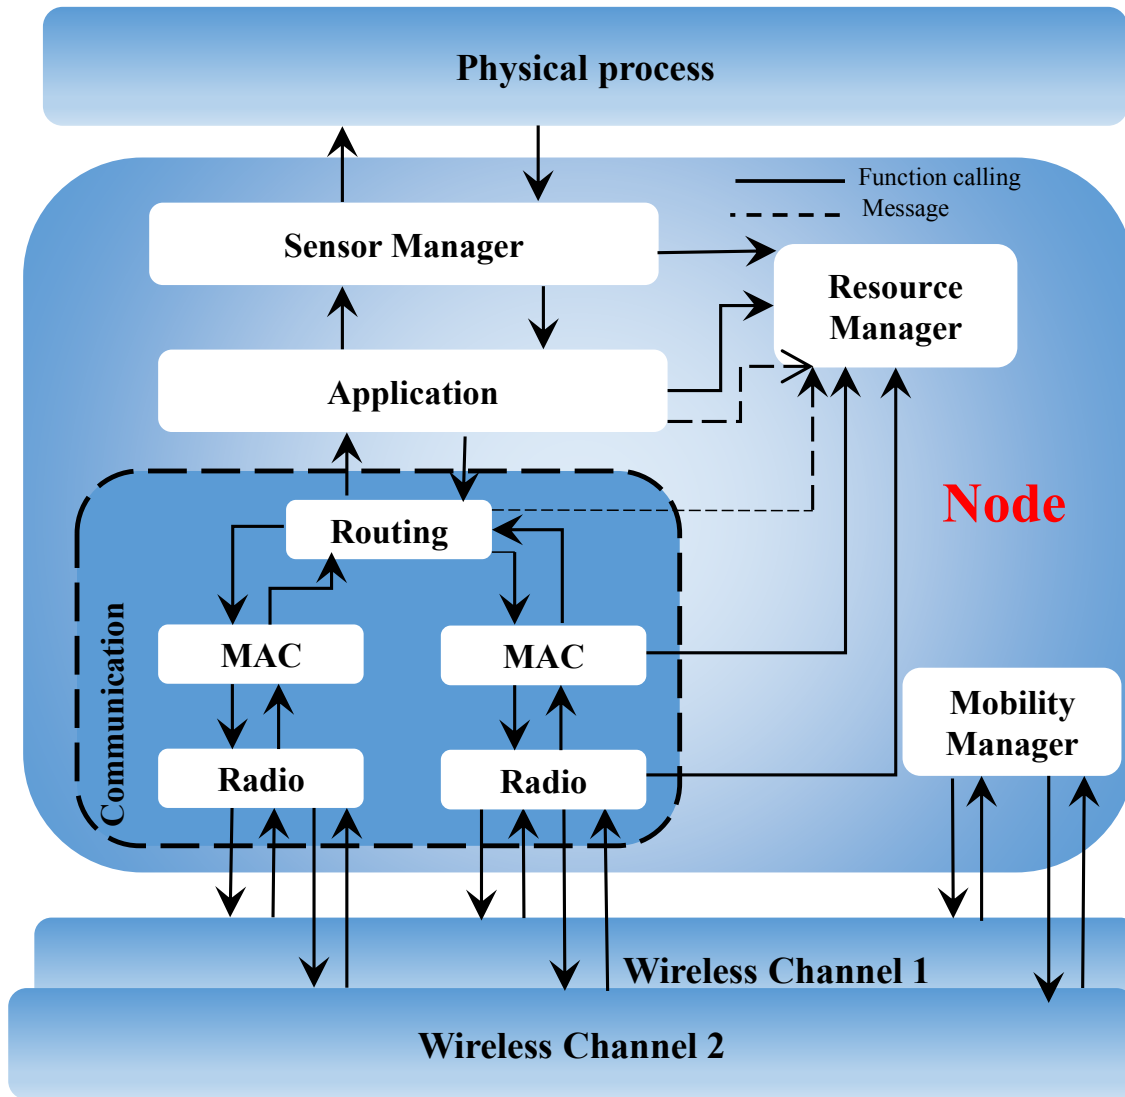 Physical process
Function calling
Message
Sensor Manager
Resource
Manager
Application
Node
Routing
Communication
MAC
MAC
Mobility
Manager
Radio
Radio
Wireless Channel 1
Wireless Channel 2